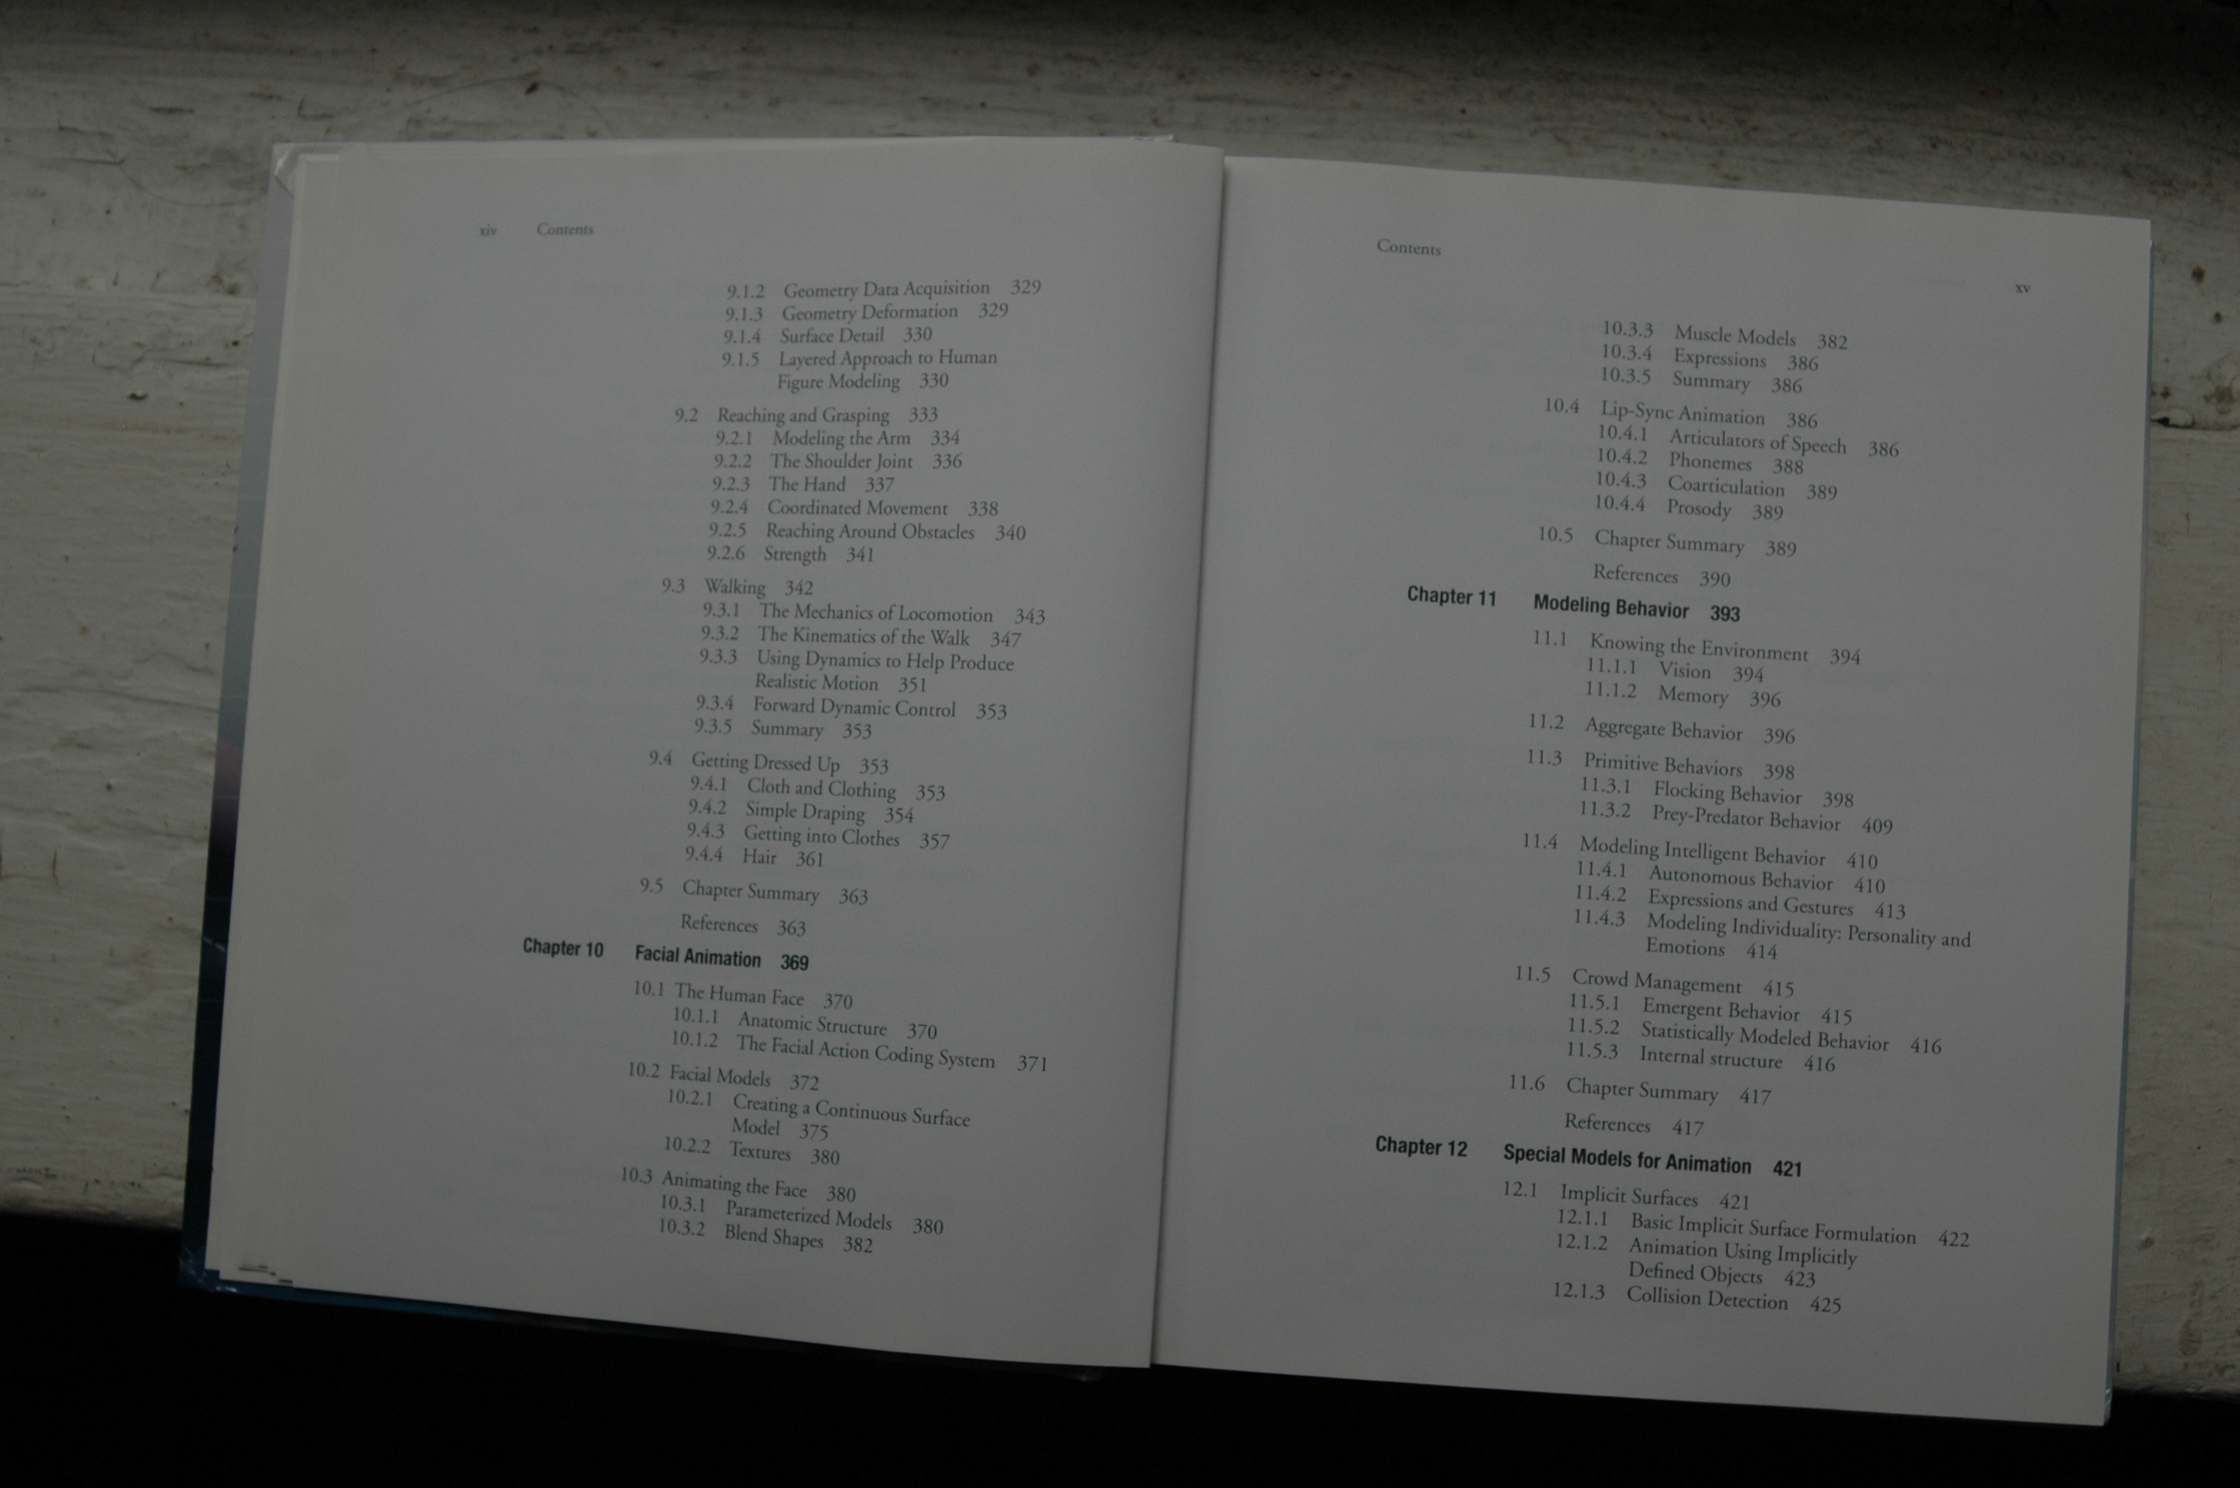 xiv Contents
9.1.2 Geometry Data Acquisition 329
9.1.3 Geometry Deformation 329
9.1.4 Surface Detail 330
9.1.5 Layered Approach to Human
Figure Modeling 330
9.2 Reaching and Grasping 333
9.2.1 Modeling the Arm 334
9.2.2 The Shoulder Joint 336
9.2.3 The Hand 337
9.2.4 Coordinated Movement 338
9.2.5 Reaching Around Obstacles 340
9.2.6 Strength 341
9.3 Walking 342
9.3.1 The Mechanics of Locomotion 343
9.3.2 The Kinematics of the Walk 347
9.3.3 Using Dynamics to Help Produce
Realistic Motion 351
9.3.4 Forward Dynamic Control 353
9.3.5 Summary 353
9.4 Getting Dressed Up 353
9.4.1 Cloth and Clothing 353
9.4.2 Simple Draping 354
9.4.3 Getting into Clothes 357
9.4.4 Hair 361
9.5 Chapter Summary 363
References 363
Chapter 10 Facial Animation 369
10.1 The Human Face 370
10.1.1 Anatomic Structure 370
10.1.2 The Facial Action Coding System 371
10.2 Facial Models 372
10.2.1 Creating a Continuous Surface
Model 375
10.2.2 Textures 380
10.3 Animating the Face 380
10.3.1 Parameterized Models 380
10.3.2 Blend Shapes 382
Contents xv
10.3.3 Muscle Models 382
10.3.4 Expressions 386
10.3.5 Summary 386
10.4 Lip-Sync Animation 386
10.4.1 Articulators of Speech 386
10.4.2 Phonemes 388
10.4.3 Coarticulation 389
10.4.4 Prosody 389
10.5 Chapter Summary 389
References 390
Chapter 11 Modeling Behavior 393
11.1 Knowing the Environment 394
11.1.1 Vision 394
11.1.2 Memory 396
11.2 Aggregate Behavior 396
11.3 Primitive Behaviors 398
11.3.1 Flocking Behavior 398
11.3.2 Prey-Predator Behavior 409
11.4 Modeling Intelligent Behavior 410
11.4.1 Autonomous Behavior 410
11.4.2 Expressions and Gestures 413
11.4.3 Modeling Individuality: Personality and
Emotions 414
11.5 Crowd Management 415
11.5.1 Emergent Behavior 415
11.5.2 Statistically Modeled Behavior 416
11.5.3 Internal structure 416
11.6 Chapter Summary 417
References 417
Chapter 12 Special Models for Animation 421
12.1 Implicit Surfaces 421
12.1.1 Basic Implicit Surface Formulation 422
12.1.2 Animation Using Implicitly
Defined Objects 423
12.1.3 Collision Detection 425